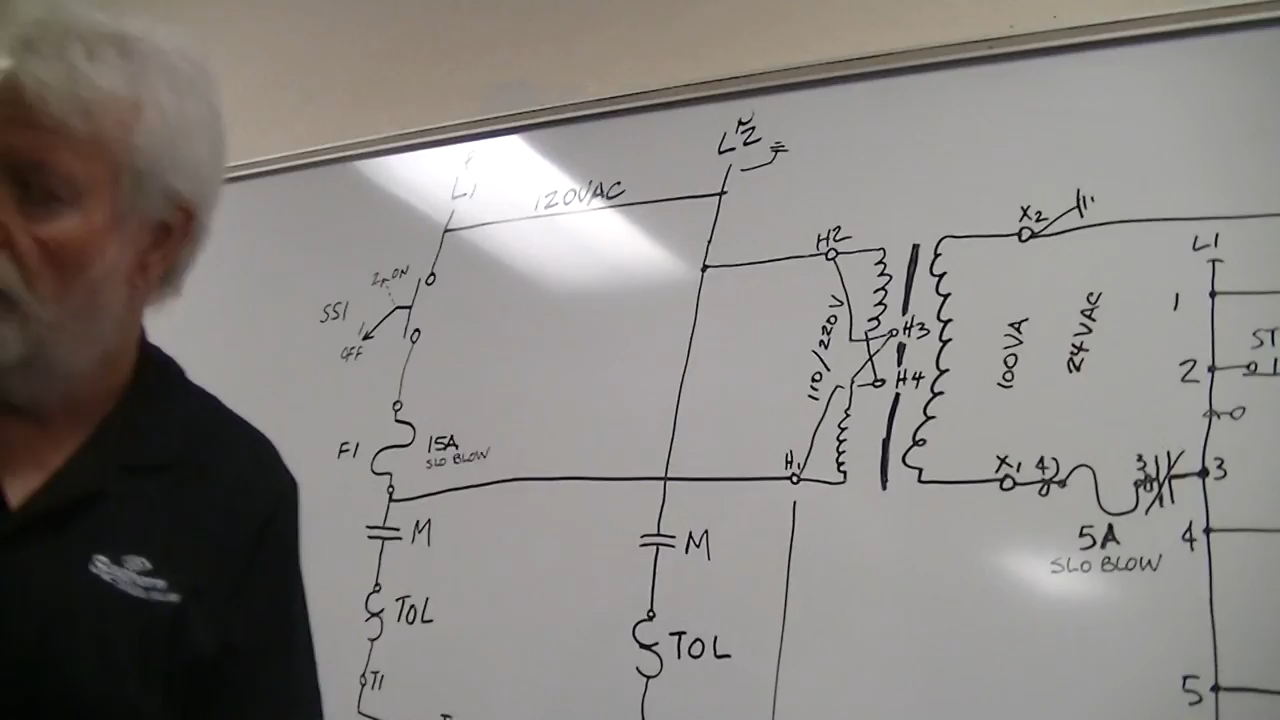 L1
L2
120VAC
2 ON
SS1
1
OFF
F1
15A
SLO BLOW
M
M
TOL
TOL
T1
H2
110/220V
H3
H4
H1
X2
100VA
24VAC
X1
4
3
5A
SLO BLOW
L1
1
ST
2
3
4
5